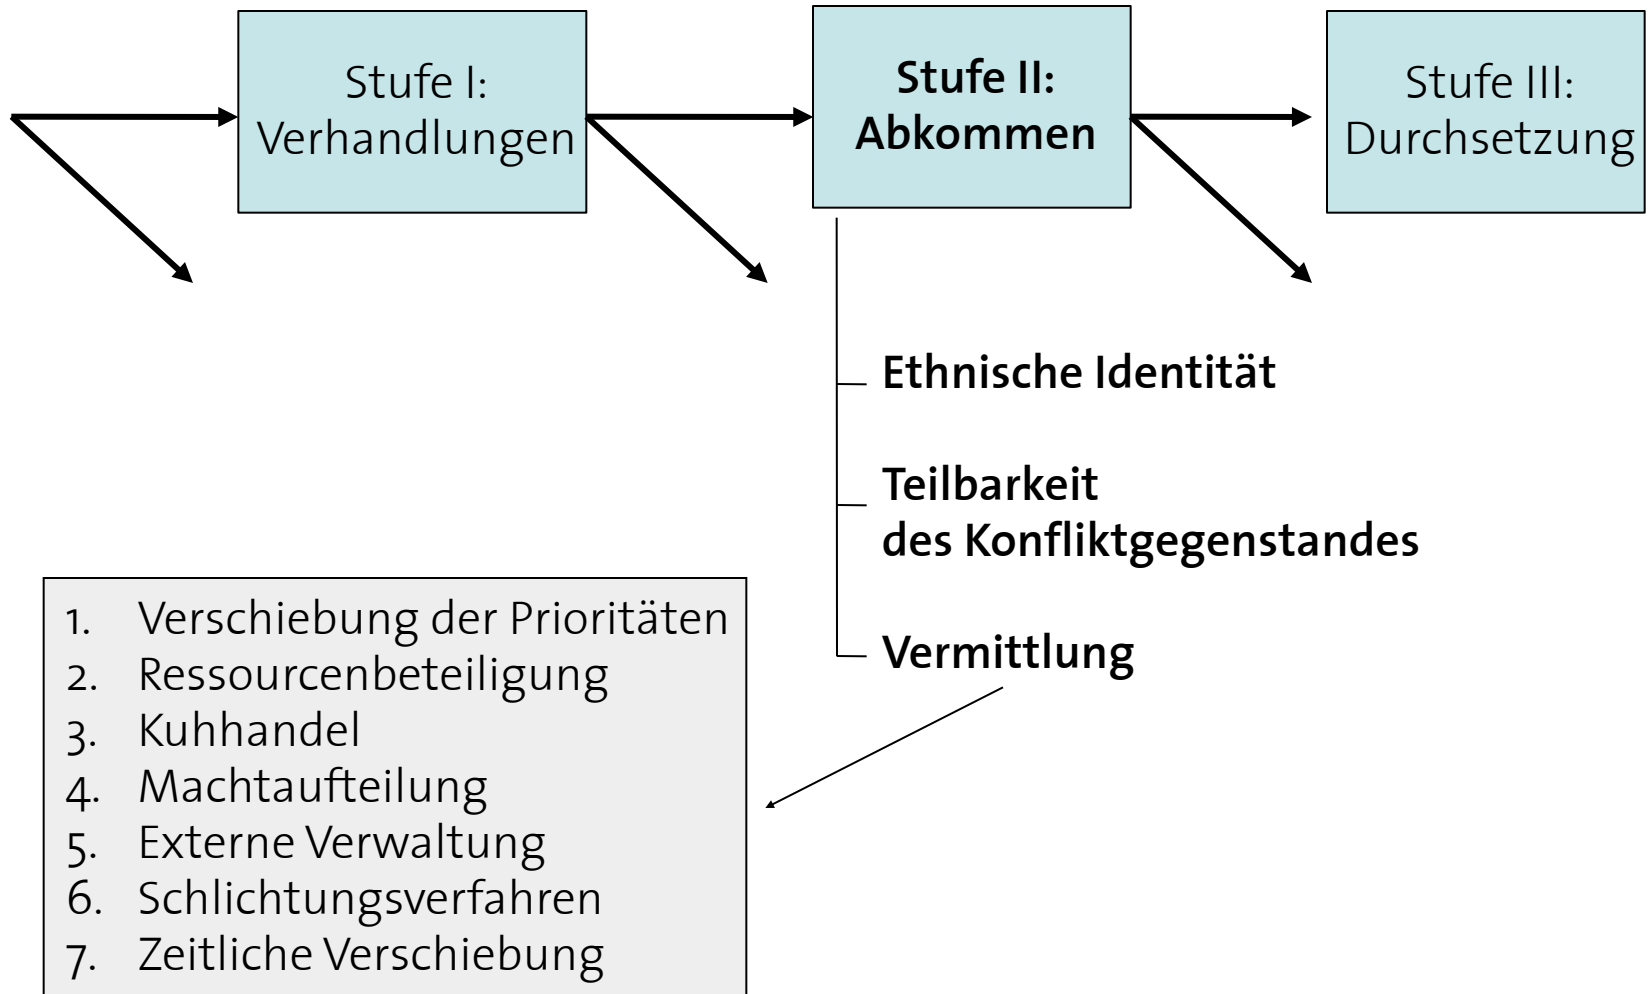 Stufe I:
Verhandlungen
Stufe II:
Abkommen
Stufe III:
Durchsetzung
Ethnische Identität
Teilbarkeit
des Konfliktgegenstandes
Vermittlung
1. Verschiebung der Prioritäten
2. Ressourcenbeteiligung
3. Kuhhandel
4. Machtaufteilung
5. Externe Verwaltung
6. Schlichtungsverfahren
7. Zeitliche Verschiebung